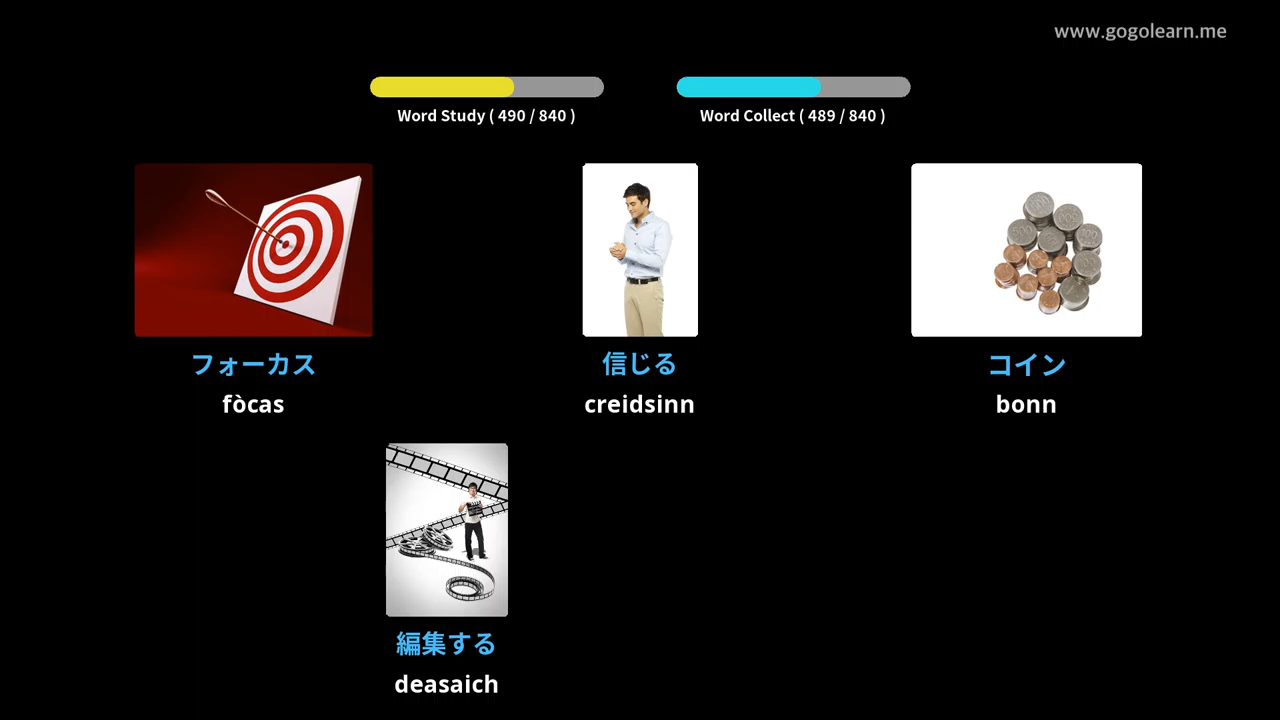 www.gogolearn.me
Word Study ( 490 / 840 )
Word Collect ( 489 / 840 )
フォーカス
fòcas
信じる
creidsinn
コイン
bonn
編集する
deasaich